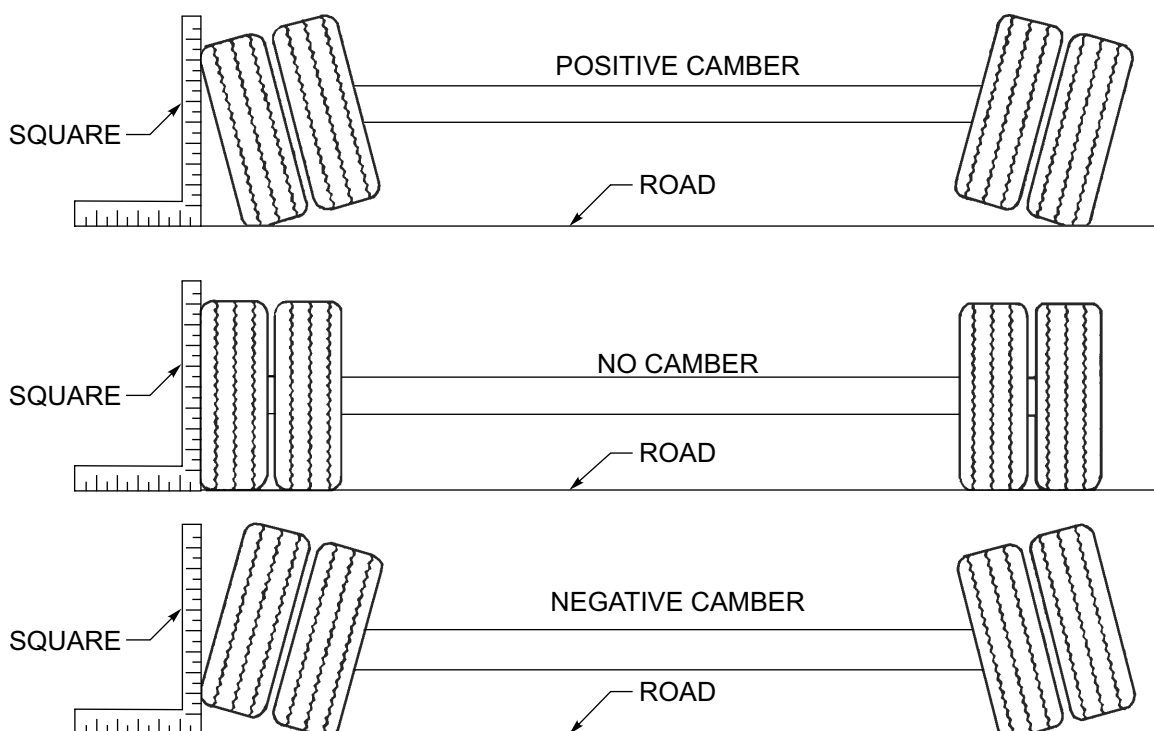 POSITIVE CAMBER
SQUARE
ROAD
NO CAMBER
SQUARE
ROAD
NEGATIVE CAMBER
SQUARE
ROAD